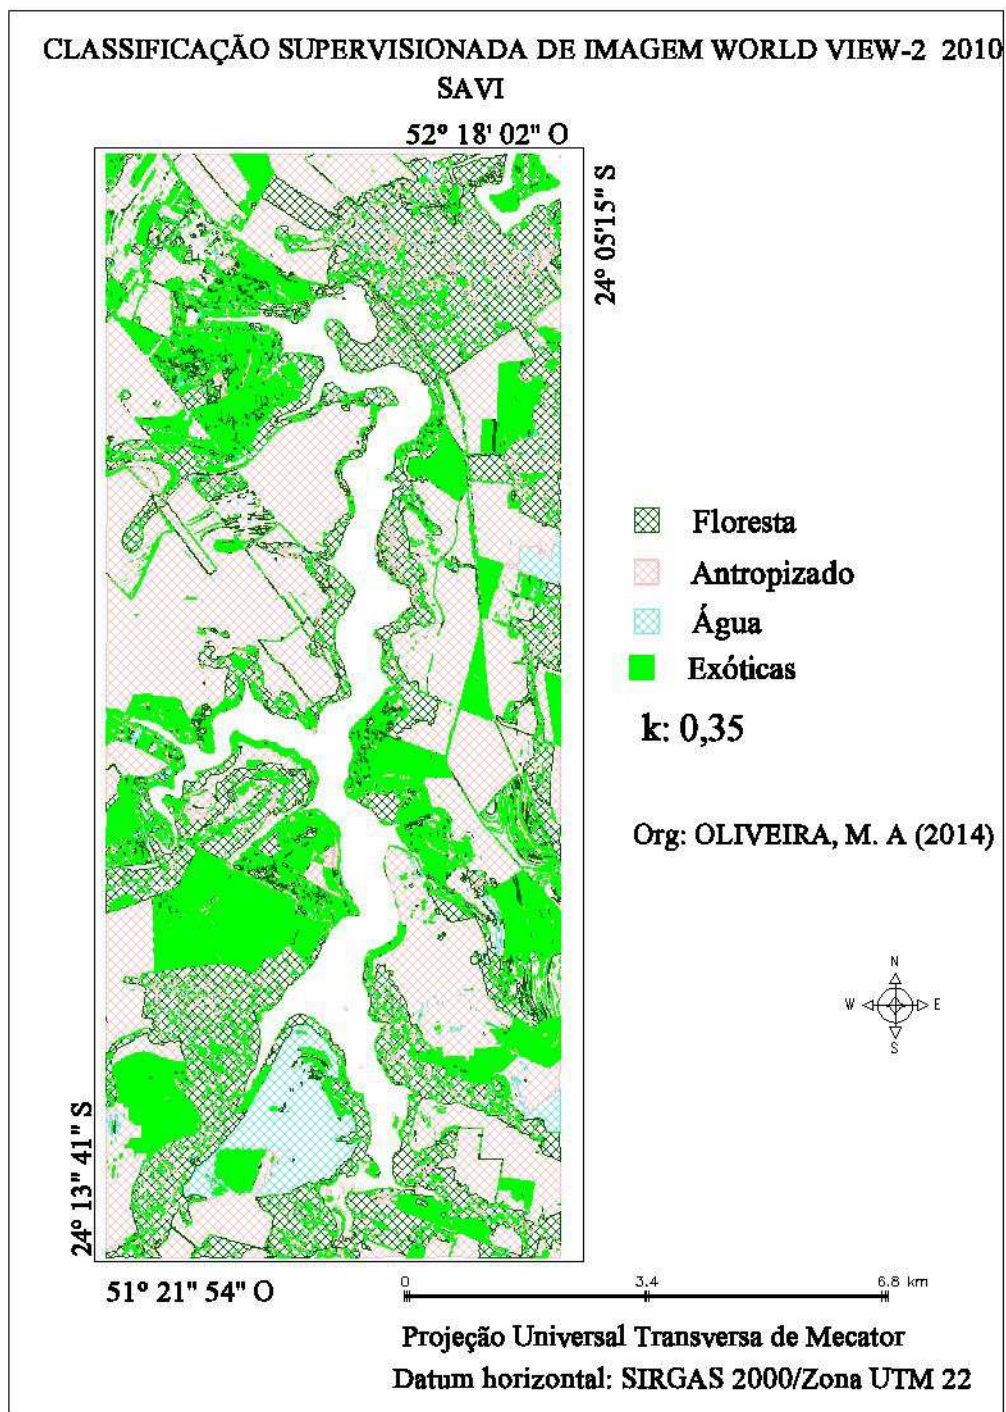 CLASSIFICAÇÃO SUPERVISIONADA DE IMAGEM WORLD VIEW-2 2010
SAVI
52º 18' 02" O
24º 05'15" S
Floresta
Antropizado
Água
Exóticas
k: 0,35
Org: OLIVEIRA, M. A (2014)
N
W E
S
24º 13" 41" S
51º 21" 54" O
0 3.4 6.8 km
Projeção Universal Transversa de Mecator
Datum horizontal: SIRGAS 2000/Zona UTM 22